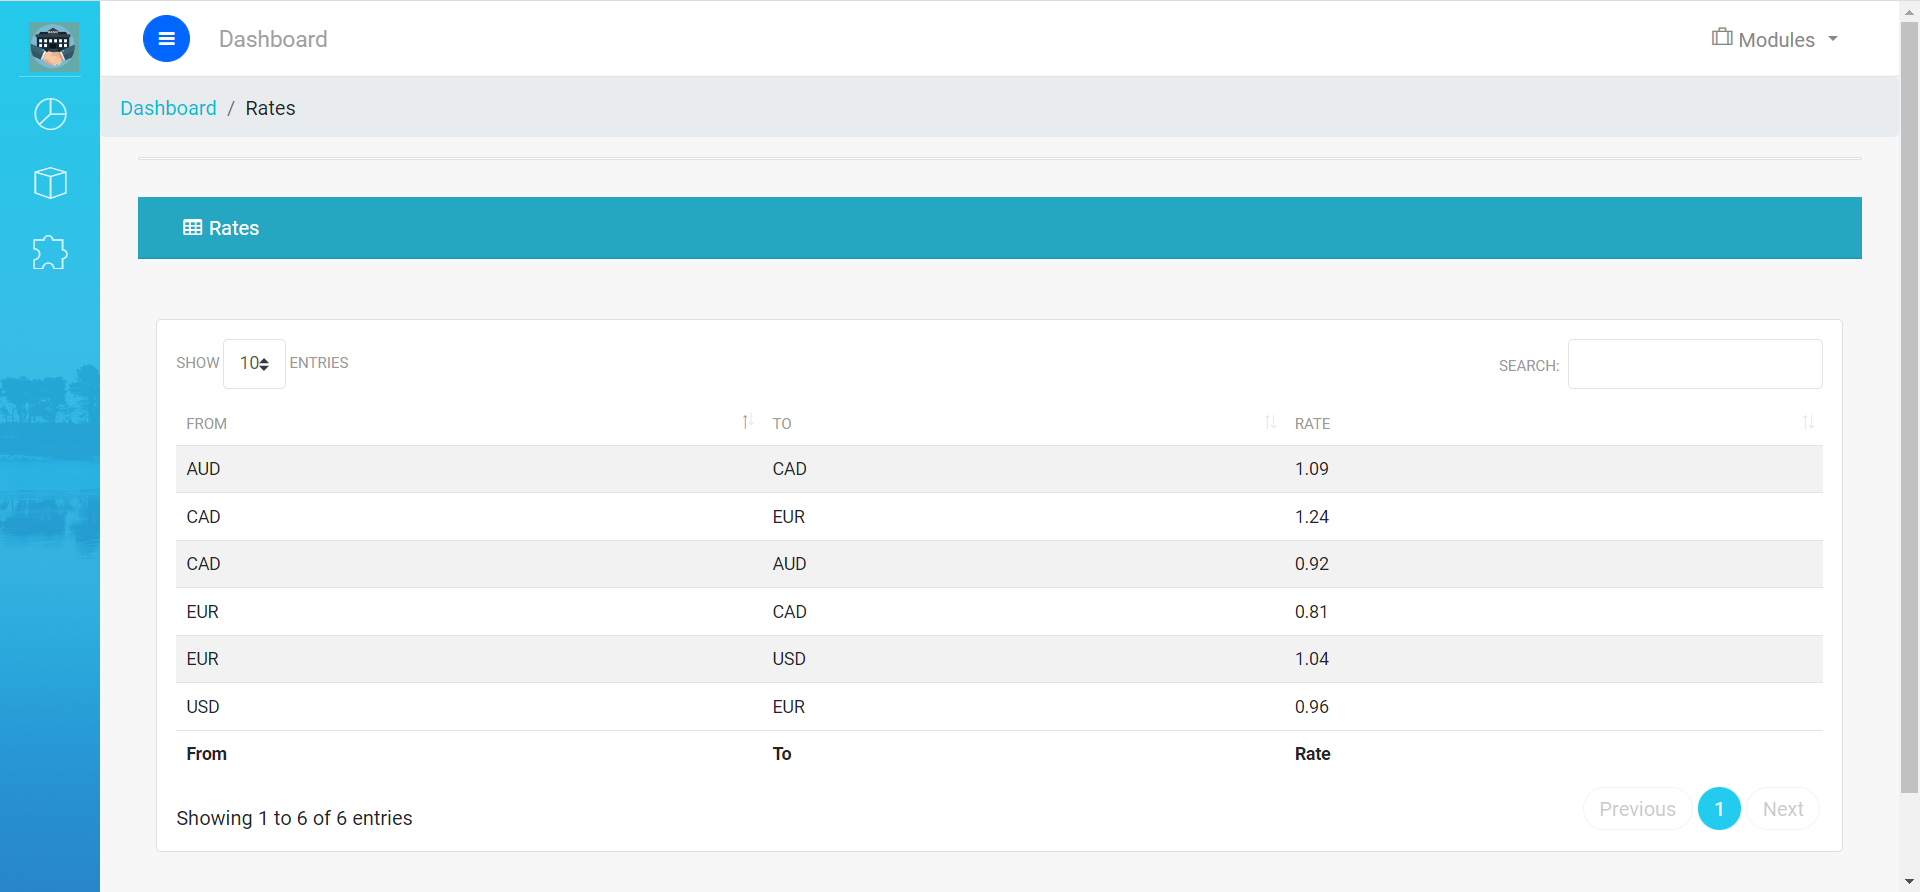 Dashboard
Modules
Dashboard / Rates
Rates
SHOW 10 ENTRIES
SEARCH:
FROM TO RATE
AUD CAD 1.09
CAD EUR 1.24
CAD AUD 0.92
EUR CAD 0.81
EUR USD 1.04
USD EUR 0.96
From To Rate
Showing 1 to 6 of 6 entries
Previous 1 Next